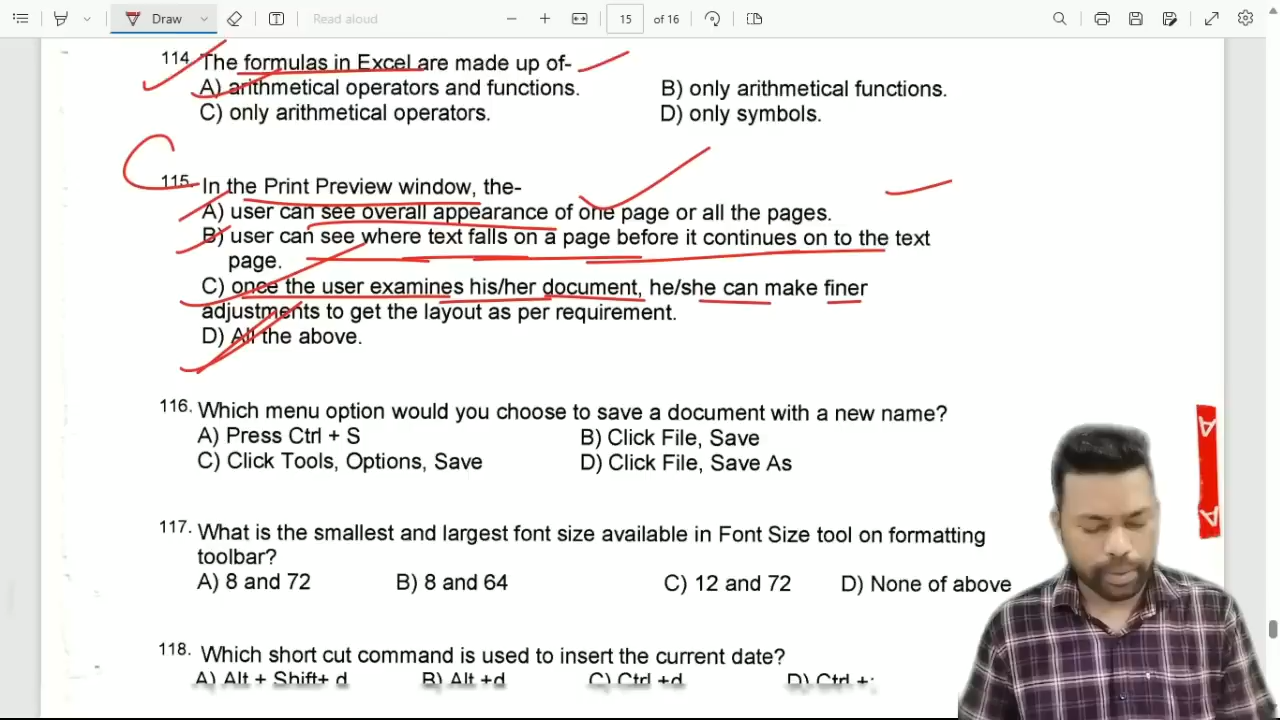 Draw
Read aloud
15 of 16
114. The formulas in Excel are made up of-
A) arithmetical operators and functions. B) only arithmetical functions.
C) only arithmetical operators. D) only symbols.
115. In the Print Preview window, the-
A) user can see overall appearance of one page or all the pages.
B) user can see where text falls on a page before it continues on to the text
page.
C) once the user examines his/her document, he/she can make finer
adjustments to get the layout as per requirement.
D) All the above.
116. Which menu option would you choose to save a document with a new name?
A) Press Ctrl + S B) Click File, Save
C) Click Tools, Options, Save D) Click File, Save As
117. What is the smallest and largest font size available in Font Size tool on formatting
toolbar?
A) 8 and 72 B) 8 and 64 C) 12 and 72 D) None of above
118. Which short cut command is used to insert the current date?
A) Alt + Shift+ d B) Alt +d C) Ctrl +d D) Ctrl +;
A
A